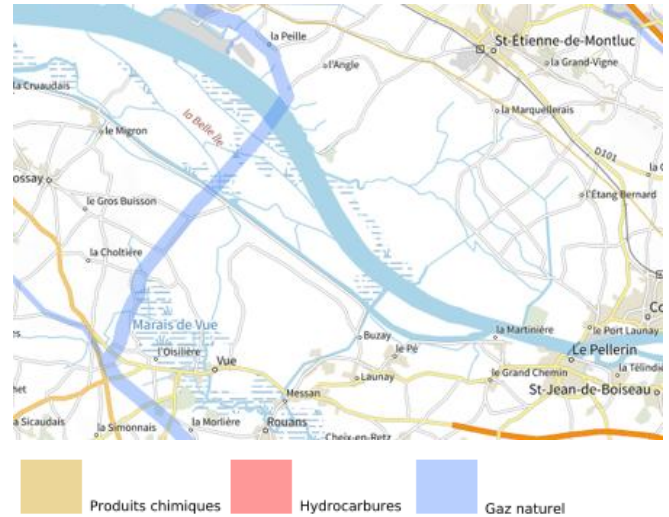 la Peille
St-Étienne-de-Montluc
l'Angle
la Grand-Vigne
la Cruaudais
la Belle Ile
la Marquellerais
le Migron
D101
ossay
l'Étang Bernard
le Gros Buisson
la Choltière
Marais de Vue
Buzay
la Martinière
le Port Launay
l'Oisilière
Vue
le Pé
Le Pellerin
Launay
le Grand Chemin
la Télindiè
Messan
St-Jean-de-Boiseau
a Sicaudais
la Simonnais
la Morlière
Rouans
Cheix-en-Retz
Produits chimiques
Hydrocarbures
Gaz naturel